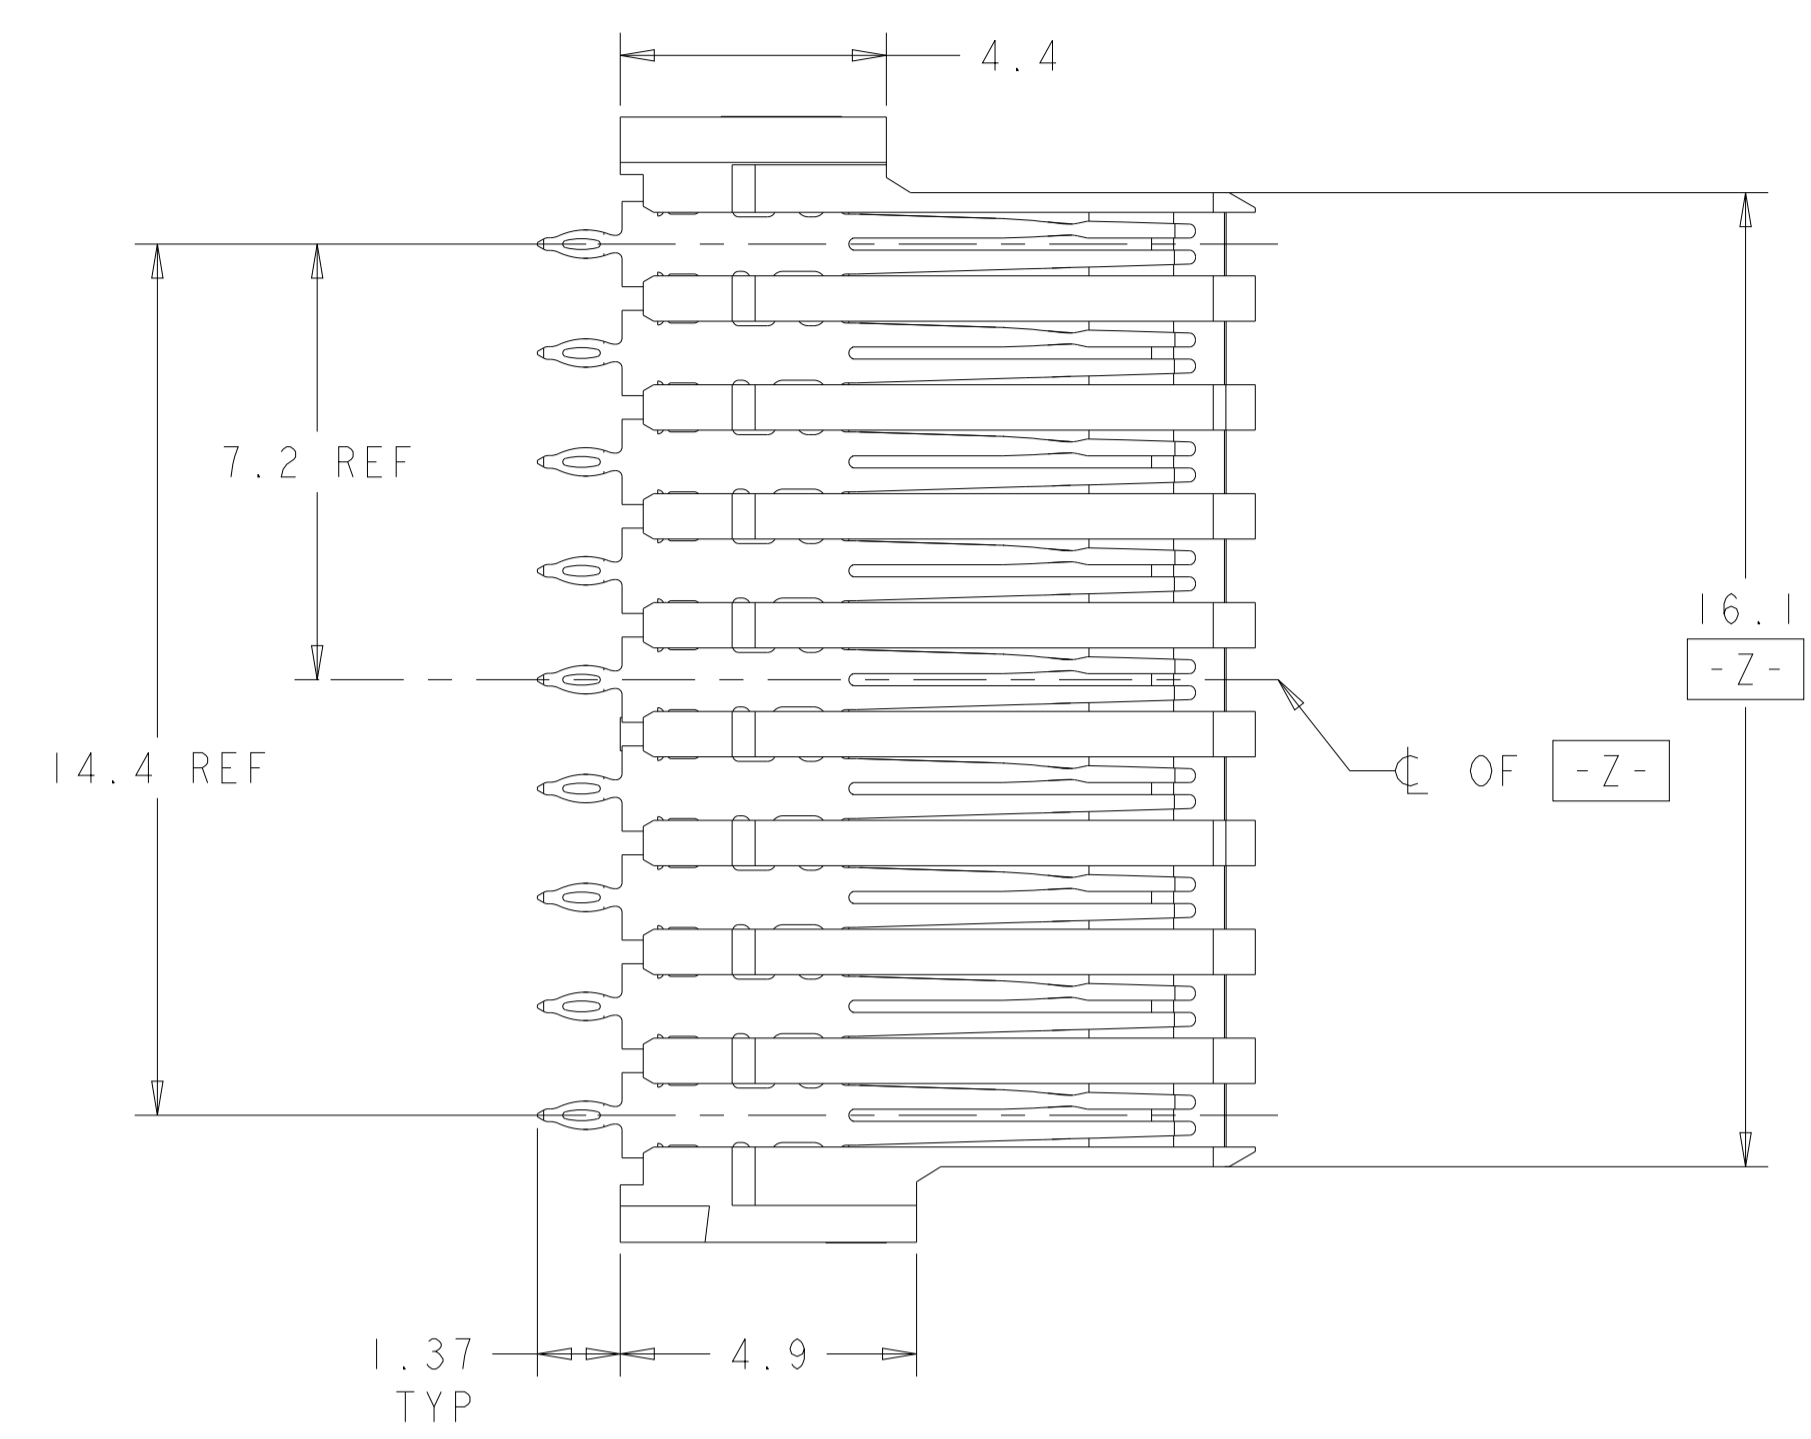 4.4
7.2 REF
16.1
-Z-
14.4 REF
℄ OF -Z-
1.37
TYP
4.9